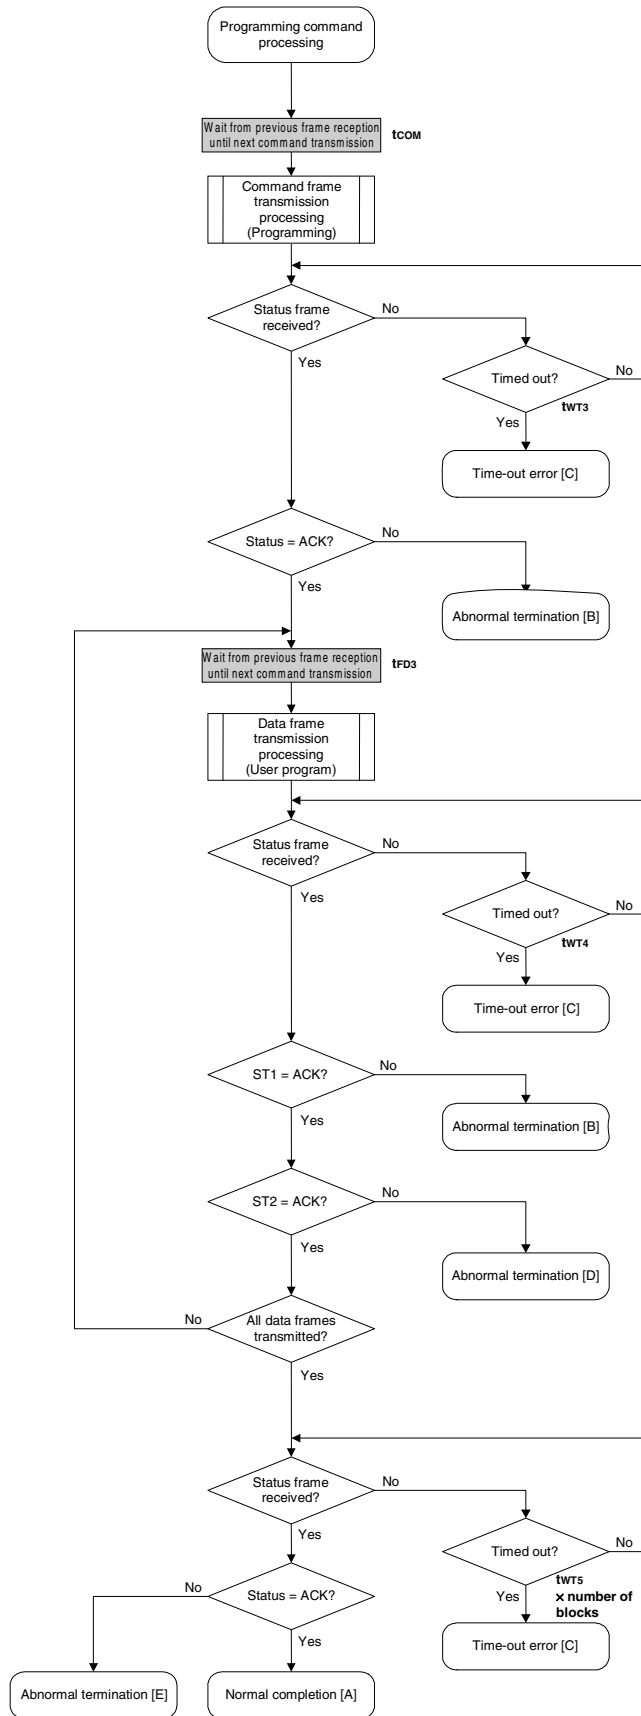 Programming command
processing
Wait from previous frame reception
until next command transmission
tCOM
Command frame
transmission
processing
(Programming)
Status frame
received?
No
Yes
Timed out?
No
tWT3
Yes
Time-out error [C]
Status = ACK?
No
Yes
Abnormal termination [B]
Wait from previous frame reception
until next command transmission
tFD3
Data frame
transmission
processing
(User program)
Status frame
received?
No
Yes
Timed out?
No
tWT4
Yes
Time-out error [C]
ST1 = ACK?
No
Yes
Abnormal termination [B]
ST2 = ACK?
No
Yes
Abnormal termination [D]
No
All data frames
transmitted?
Yes
Status frame
received?
No
Yes
Timed out?
No
tWT5
× number of
blocks
Yes
No
Status = ACK?
Yes
Time-out error [C]
Abnormal termination [E]
Normal completion [A]